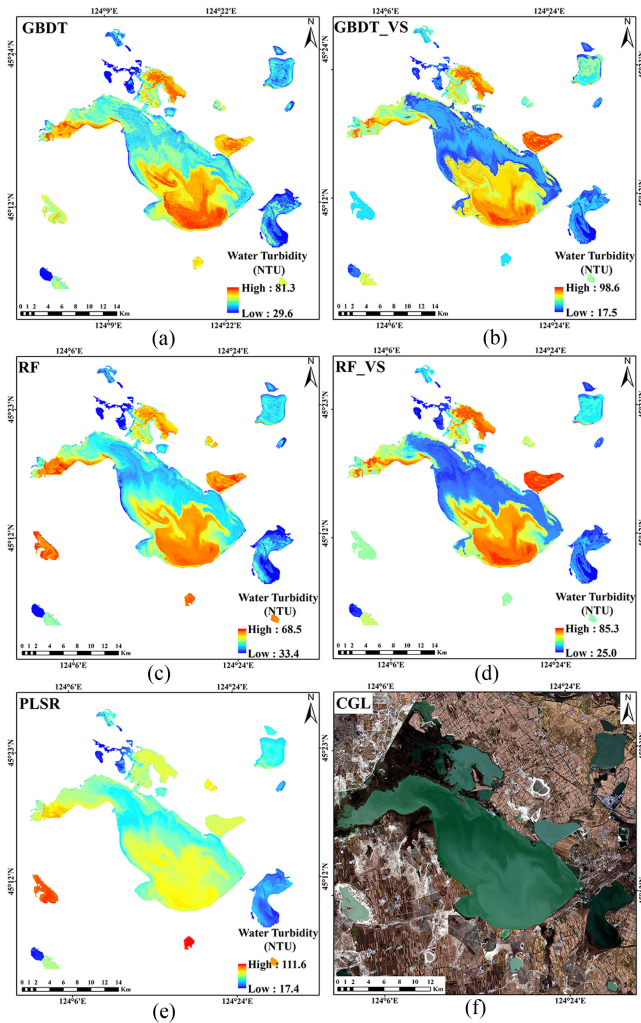 124°9'E 124°22'E
GBDT
N
45°24'N
45°12'N
Water Turbidity
(NTU)
High : 81.3
Low : 29.6
0 1 2 4 6 8 10 12 14
Km
124°9'E 124°22'E
(a)
124°6'E 124°24'E
GBDT_VS
N
45°24'N
45°12'N
Water Turbidity
(NTU)
High : 98.6
Low : 17.5
0 1 2 4 6 8 10 12 14
Km
124°6'E 124°24'E
(b)
124°6'E 124°24'E
RF
N
45°23'N
45°12'N
Water Turbidity
(NTU)
High : 68.5
Low : 33.4
0 1 2 4 6 8 10 12 14
Km
124°6'E 124°24'E
(c)
124°6'E 124°24'E
RF_VS
N
45°23'N
45°12'N
Water Turbidity
(NTU)
High : 85.3
Low : 25.0
0 1 2 4 6 8 10 12 14
Km
124°6'E 124°24'E
(d)
124°6'E 124°24'E
PLSR
N
45°23'N
45°12'N
Water Turbidity
(NTU)
High : 111.6
Low : 17.4
0 1 2 4 6 8 10 12 14
Km
124°6'E 124°24'E
(e)
124°6'E 124°24'E
CGL
N
0 1 2 4 6 8 10 12
Km
124°6'E 124°24'E
(f)